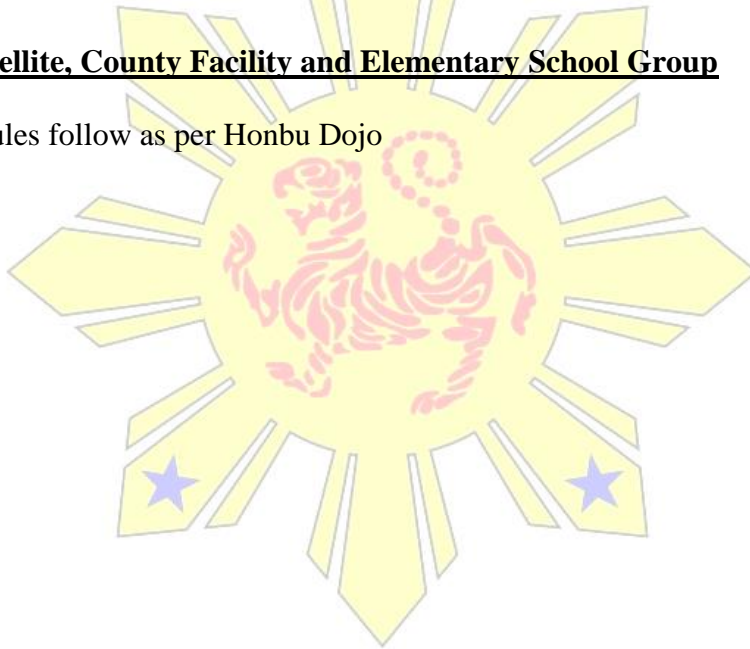 ellite, County Facility and Elementary School Group
ules follow as per Honbu Dojo